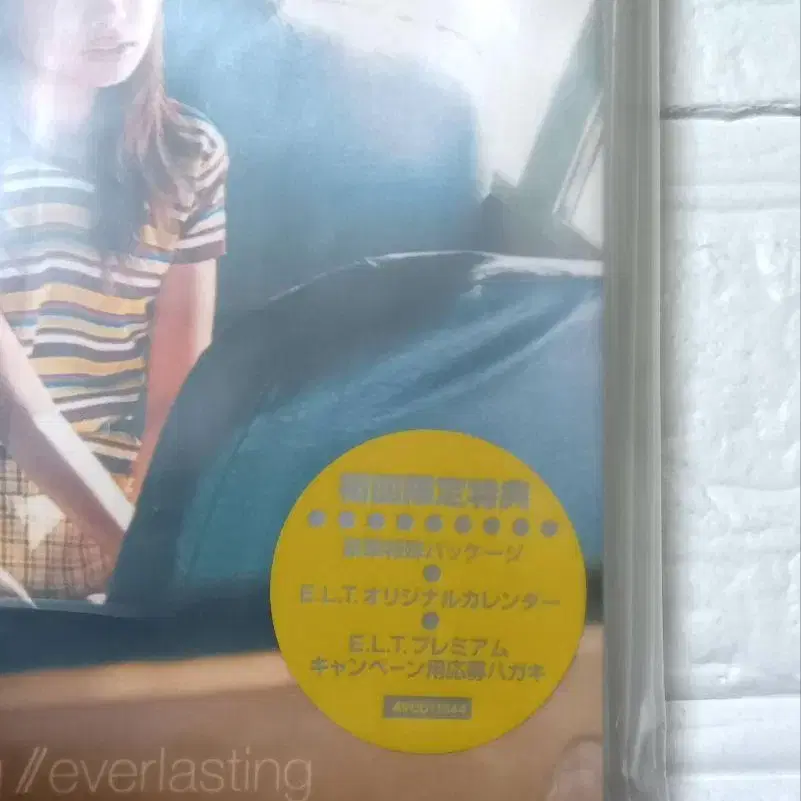 初回限定特典
豪華特殊パッケージ
E.L.T.オリジナルカレンダー
E.L.T.プレミアム
キャンペーン用応募ハガキ
//everlasting